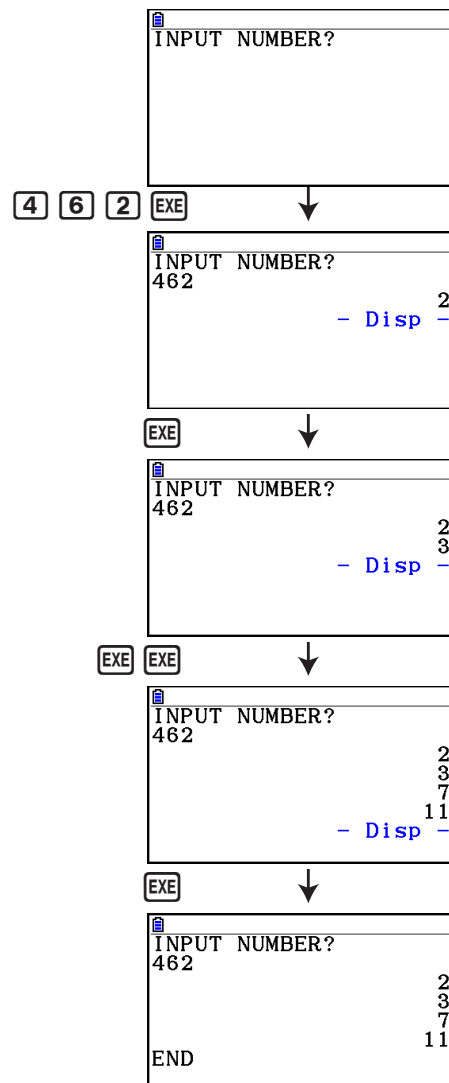 INPUT NUMBER?
4 6 2 EXE
INPUT NUMBER?
462
2
- Disp -
EXE
INPUT NUMBER?
462
2
3
- Disp -
EXE EXE
INPUT NUMBER?
462
2
3
7
11
- Disp -
EXE
INPUT NUMBER?
462
2
3
7
11
END